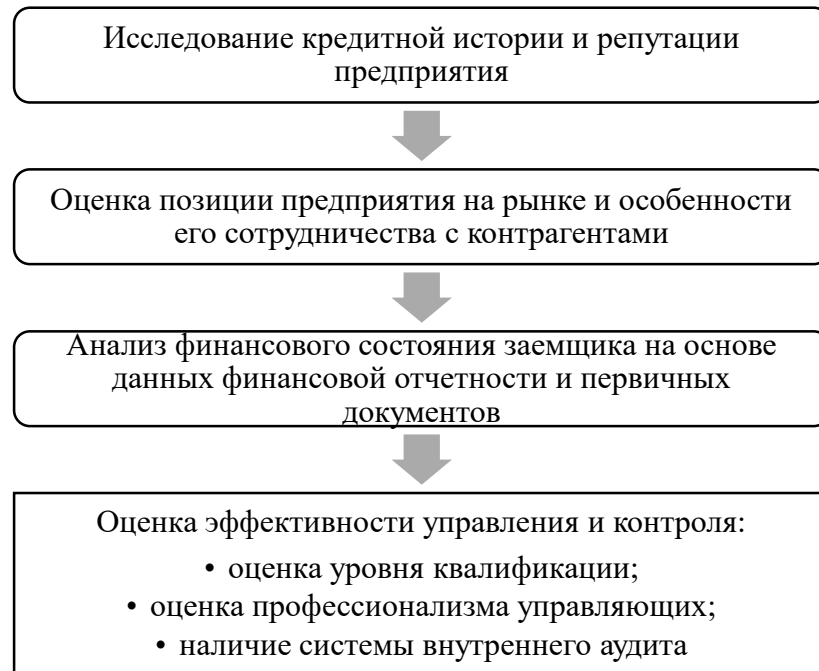 Исследование кредитной истории и репутации
предприятия
Оценка позиции предприятия на рынке и особенности
его сотрудничества с контрагентами
Анализ финансового состояния заемщика на основе
данных финансовой отчетности и первичных
документов
Оценка эффективности управления и контроля:
• оценка уровня квалификации;
• оценка профессионализма управляющих;
• наличие системы внутреннего аудита